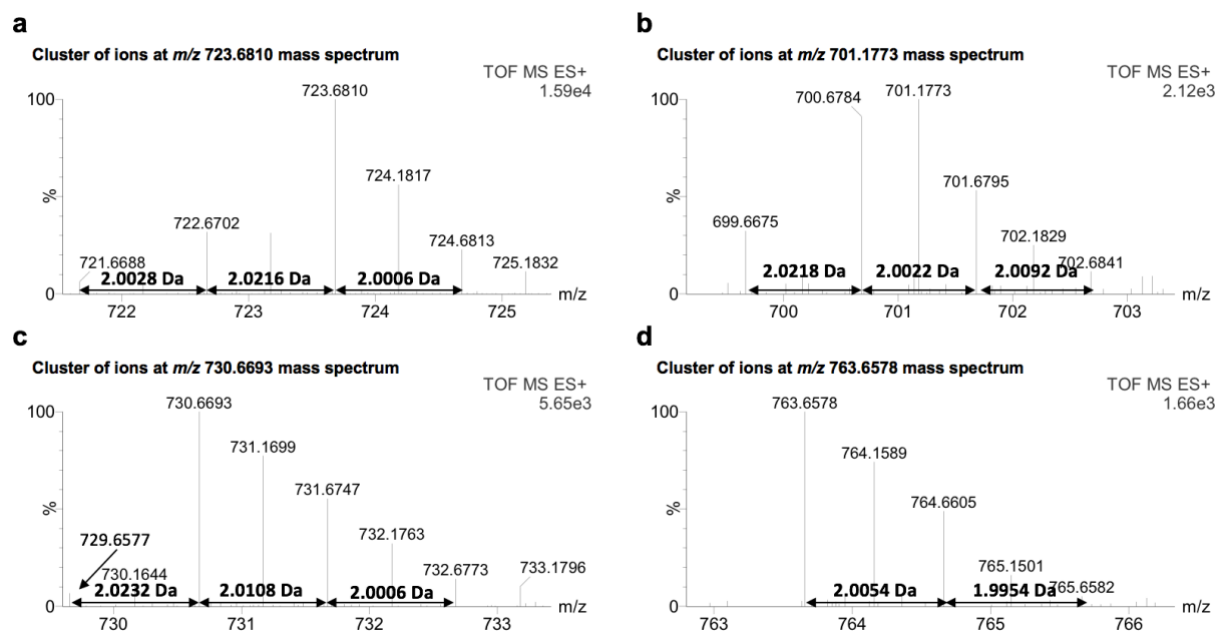 a
Cluster of ions at m/z 723.6810 mass spectrum
TOF MS ES+
1.59e4
100
%
0
723.6810
724.1817
722.6702
724.6813
721.6688
725.1832
2.0028 Da
2.0216 Da
2.0006 Da
722
723
724
725
m/z
b
Cluster of ions at m/z 701.1773 mass spectrum
TOF MS ES+
2.12e3
100
%
0
700.6784
701.1773
701.6795
699.6675
702.1829
702.6841
2.0218 Da
2.0022 Da
2.0092 Da
700
701
702
703
m/z
c
Cluster of ions at m/z 730.6693 mass spectrum
TOF MS ES+
5.65e3
100
%
0
730.6693
731.1699
731.6747
732.1763
729.6577
730.1644
732.6773
733.1796
2.0232 Da
2.0108 Da
2.0006 Da
730
731
732
733
m/z
d
Cluster of ions at m/z 763.6578 mass spectrum
TOF MS ES+
1.66e3
100
%
0
763.6578
764.1589
764.6605
765.1501
765.6582
2.0054 Da
1.9954 Da
763
764
765
766
m/z